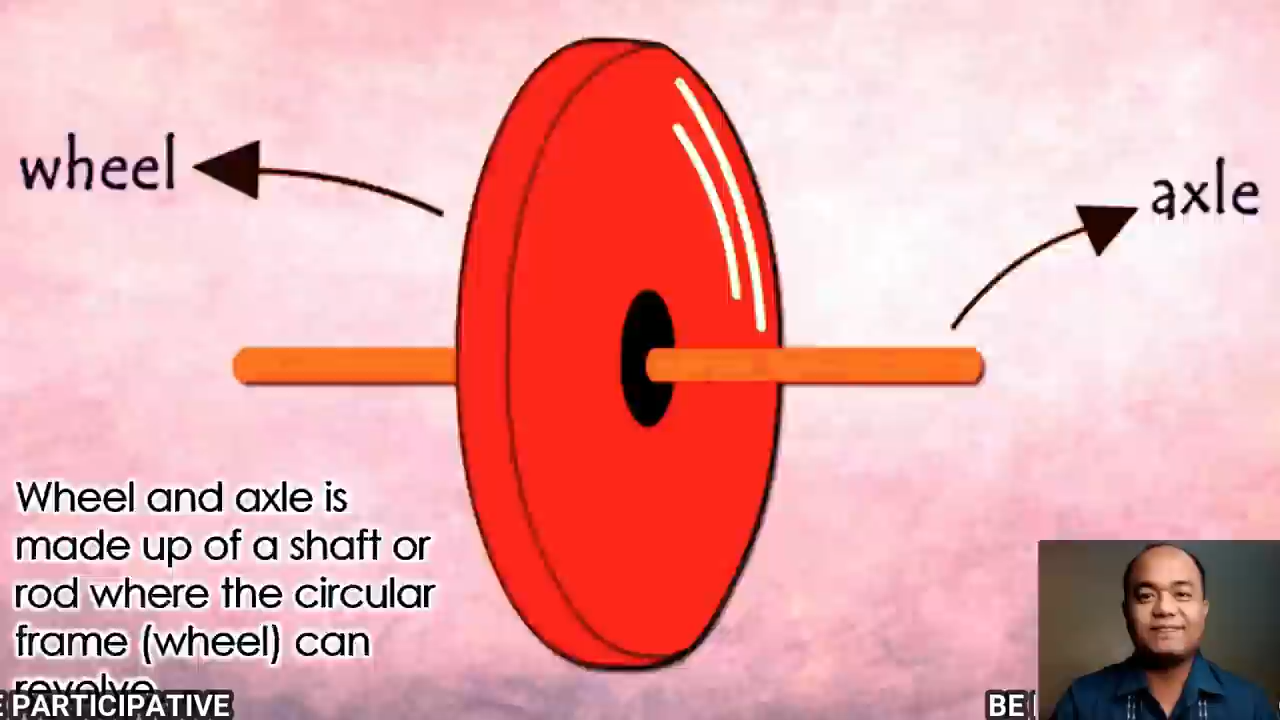 wheel
axle
Wheel and axle is
made up of a shaft or
rod where the circular
frame (wheel) can
revolve
PARTICIPATIVE
BE